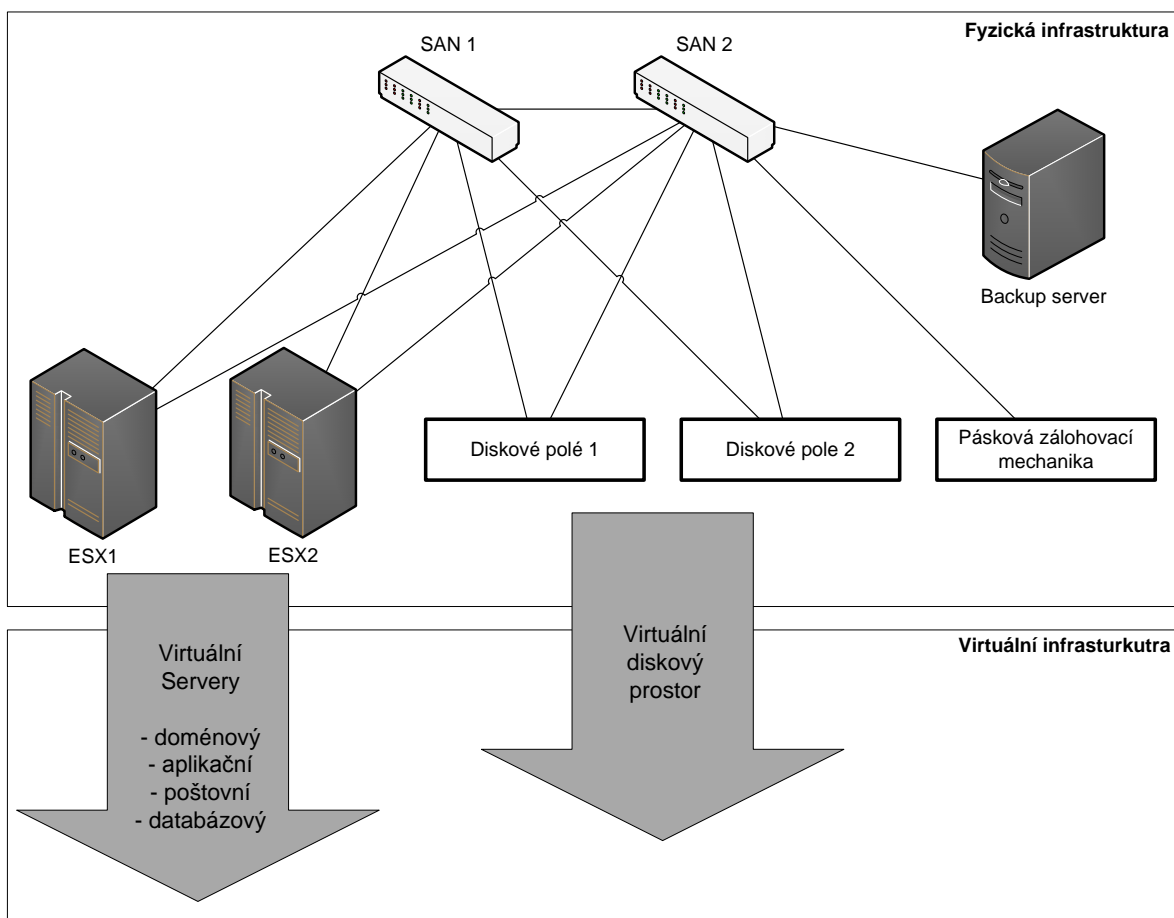 Fyzická infrastruktura
SAN 1
SAN 2
Backup server
Diskové polé 1
Diskové pole 2
Pásková zálohovací
mechanika
ESX1
ESX2
Virtuální infrasturkutra
Virtuální
Servery
- doménový
- aplikační
- poštovní
- databázový
Virtuální
diskový
prostor